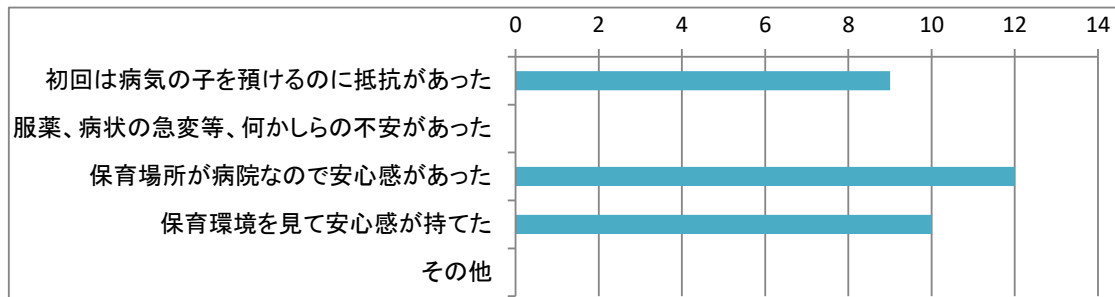 0 2 4 6 8 10 12 14
初回は病気の子を預けるのに抵抗があった
服薬、病状の急変等、何かしらの不安があった
保育場所が病院なので安心感があった
保育環境を見て安心感が持てた
その他